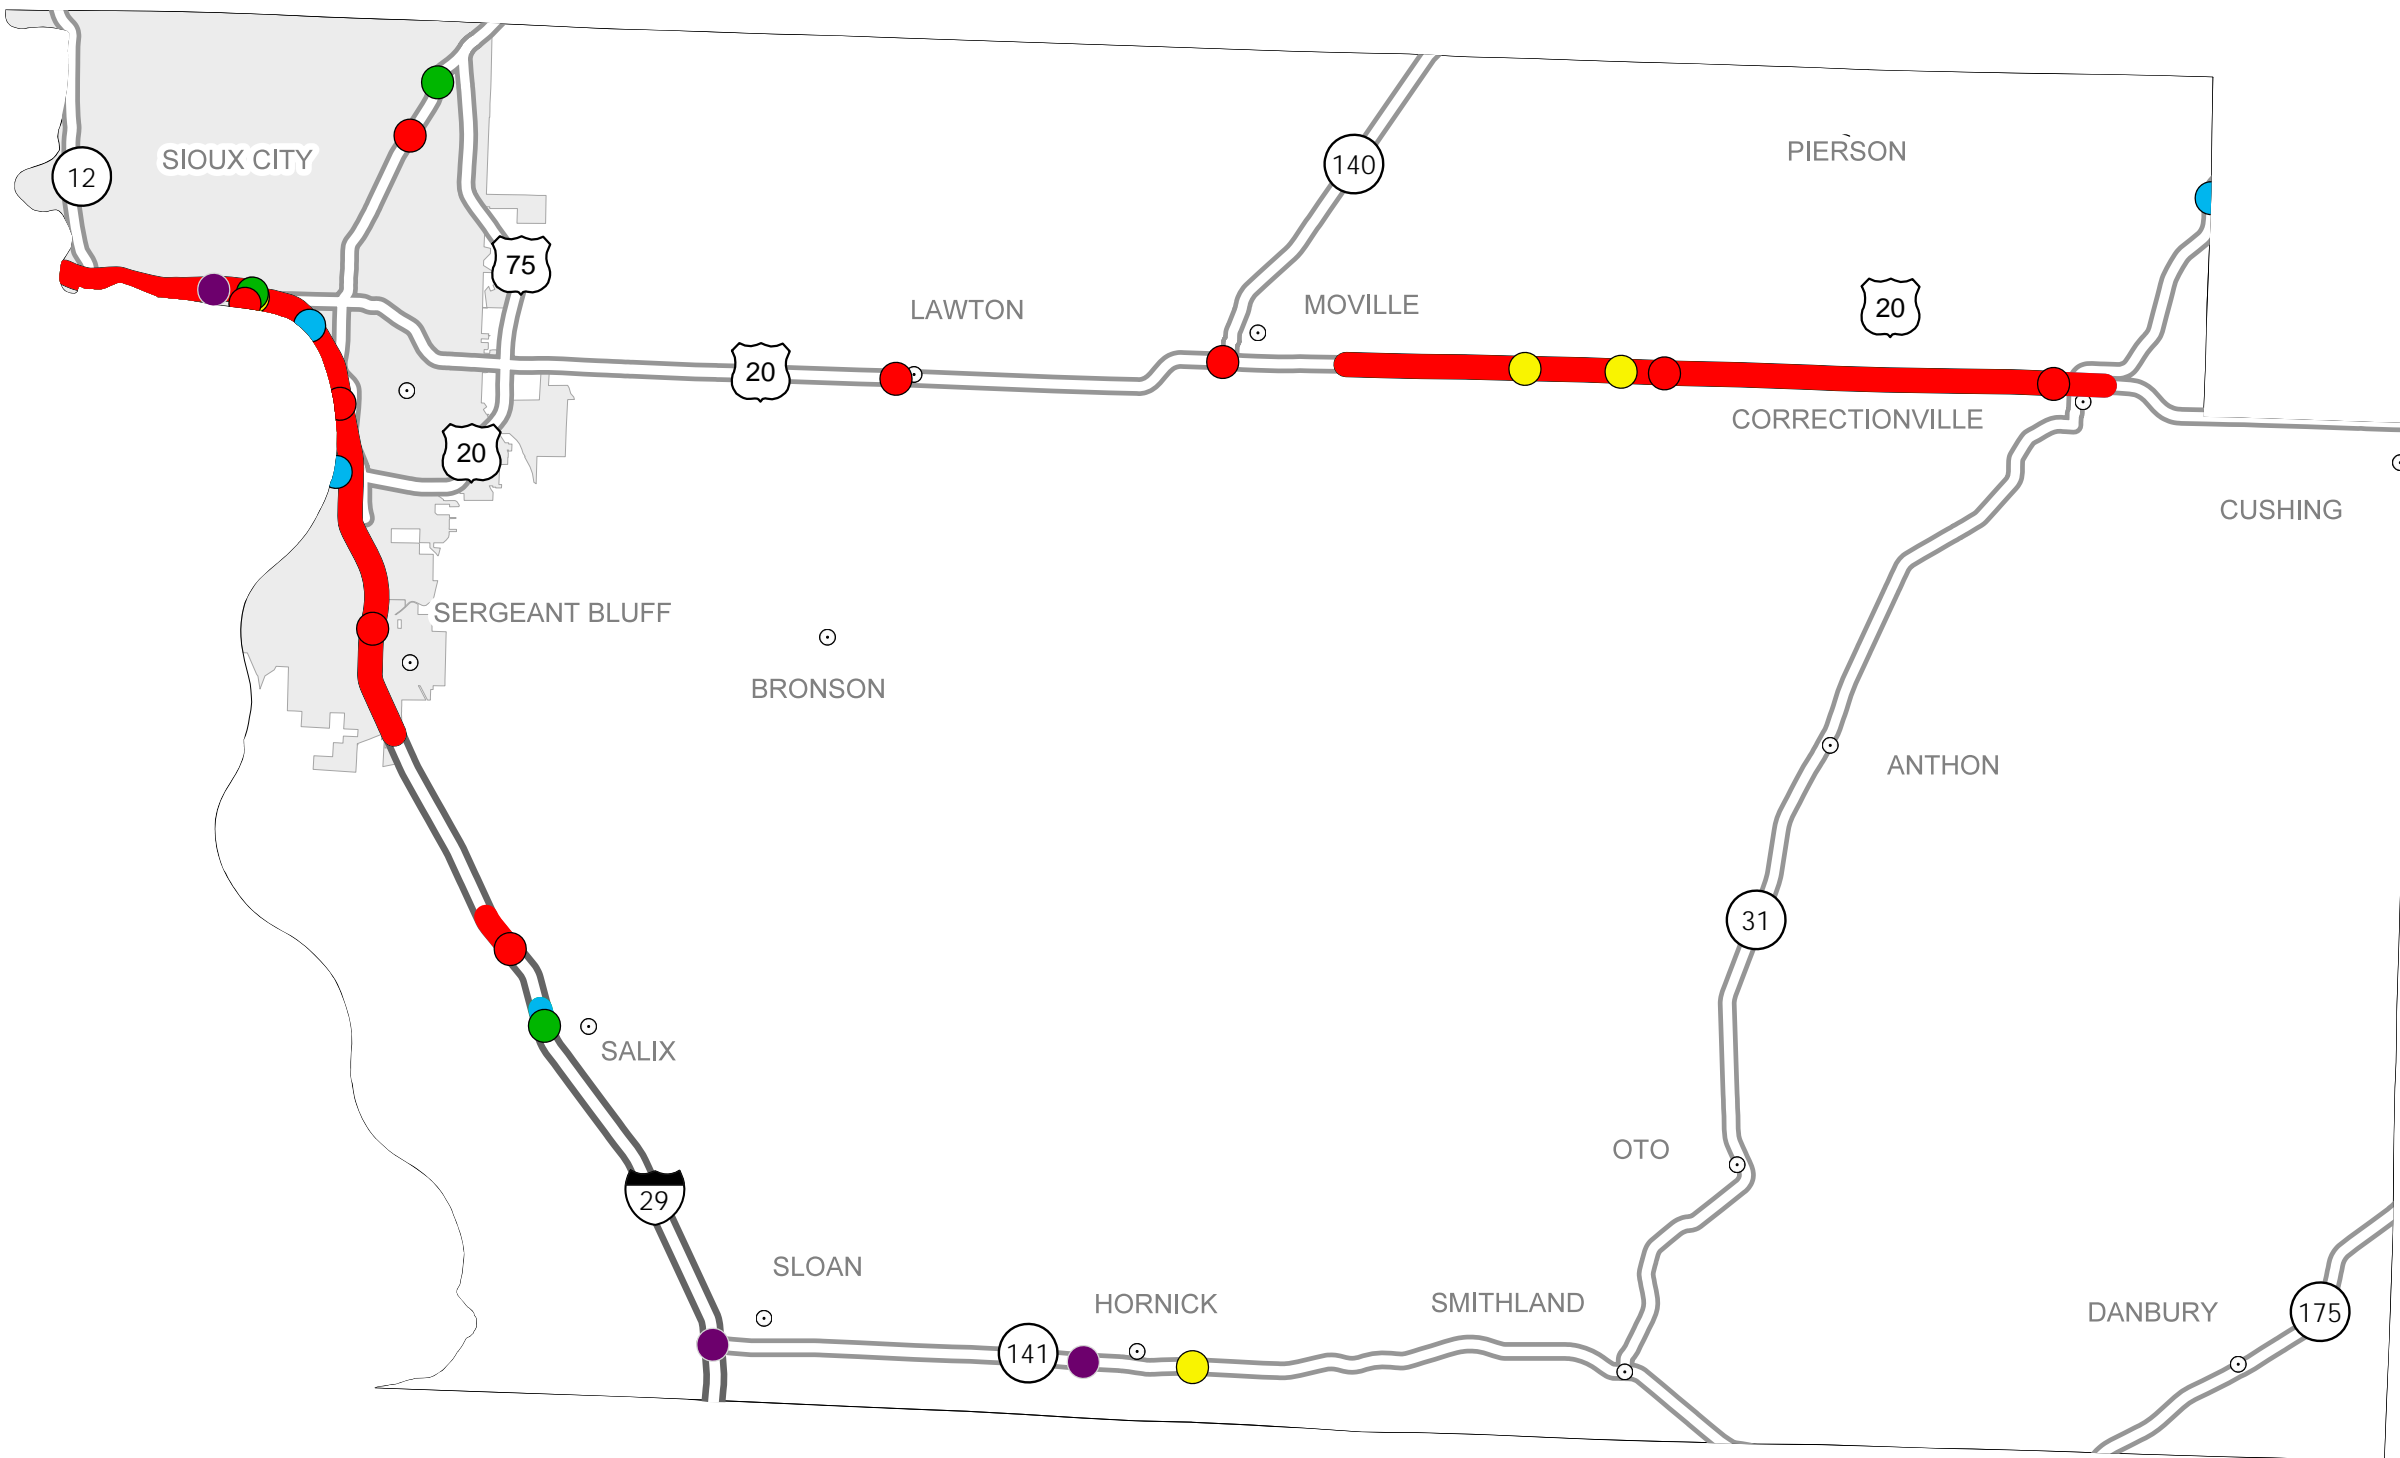 PIERSON
SIOUX CITY
140
12
75
LAWTON
MOVILLE
20
20
CORRECTIONVILLE
20
CUSHING
SERGEANT BLUFF
BRONSON
ANTHON
31
SALIX
OTO
29
SLOAN
HORNICK
SMITHLAND
DANBURY
175
141